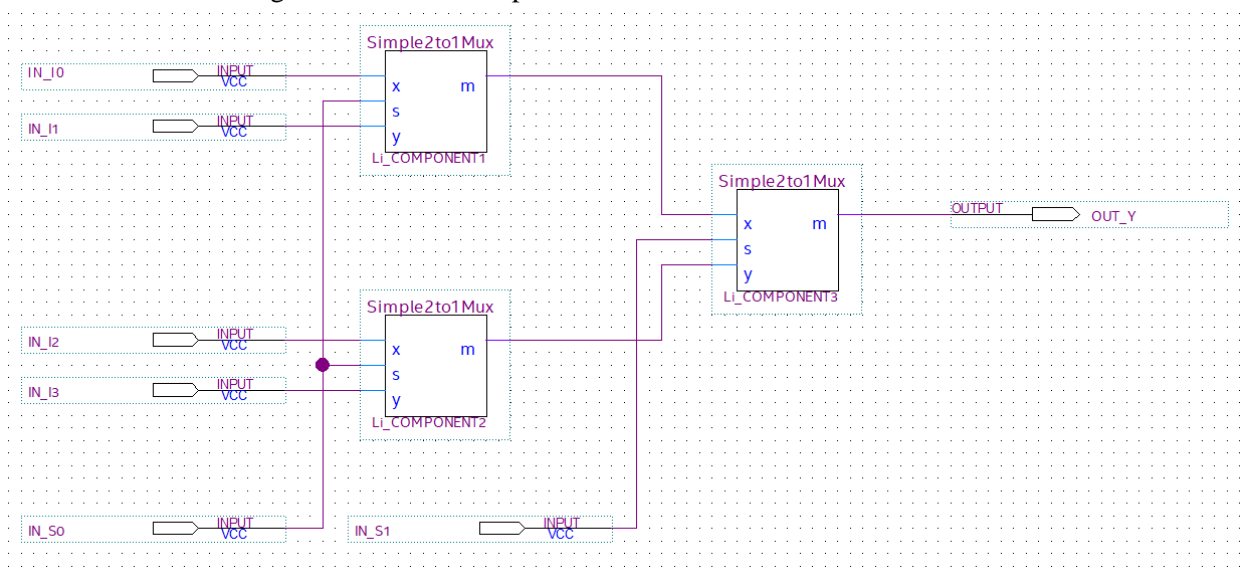 Simple2to1Mux
IN_I0 INPUT VCC x m
s
IN_I1 INPUT VCC y
Li_COMPONENT1
Simple2to1Mux
x m OUTPUT OUT_Y
s
y
Li_COMPONENT3
Simple2to1Mux
IN_I2 INPUT VCC x m
s
IN_I3 INPUT VCC y
Li_COMPONENT2
IN_S0 INPUT VCC IN_S1 INPUT VCC